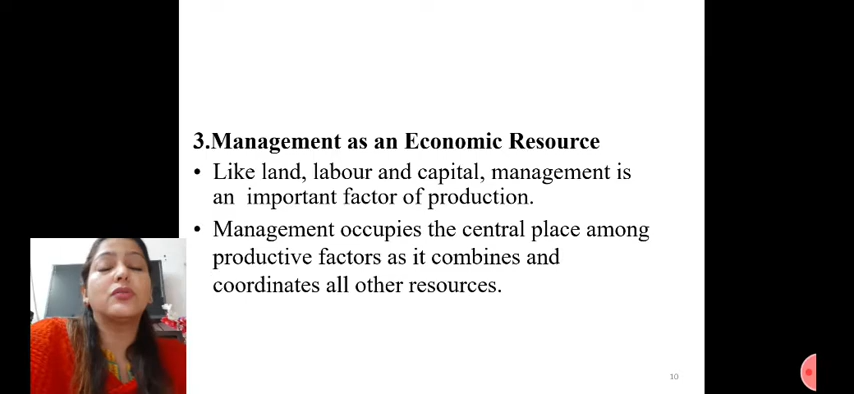 3.Management as an Economic Resource
• Like land, labour and capital, management is
an important factor of production.
• Management occupies the central place among
productive factors as it combines and
coordinates all other resources.
10